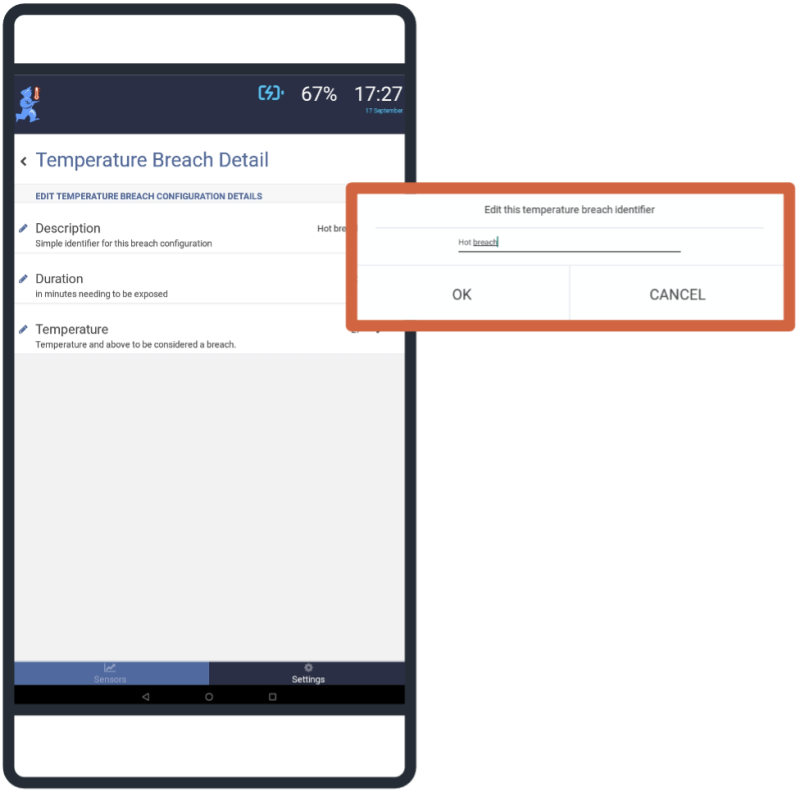 67%
17:27
17 September
Temperature Breach Detail
EDIT TEMPERATURE BREACH CONFIGURATION DETAILS
Description
Simple identifier for this breach configuration
Hot
Duration
in minutes needing to be exposed
Temperature
Temperature and above to be considered a breach.
Edit this temperature breach identifier
Hot breach
OK
CANCEL
Sensors
Settings